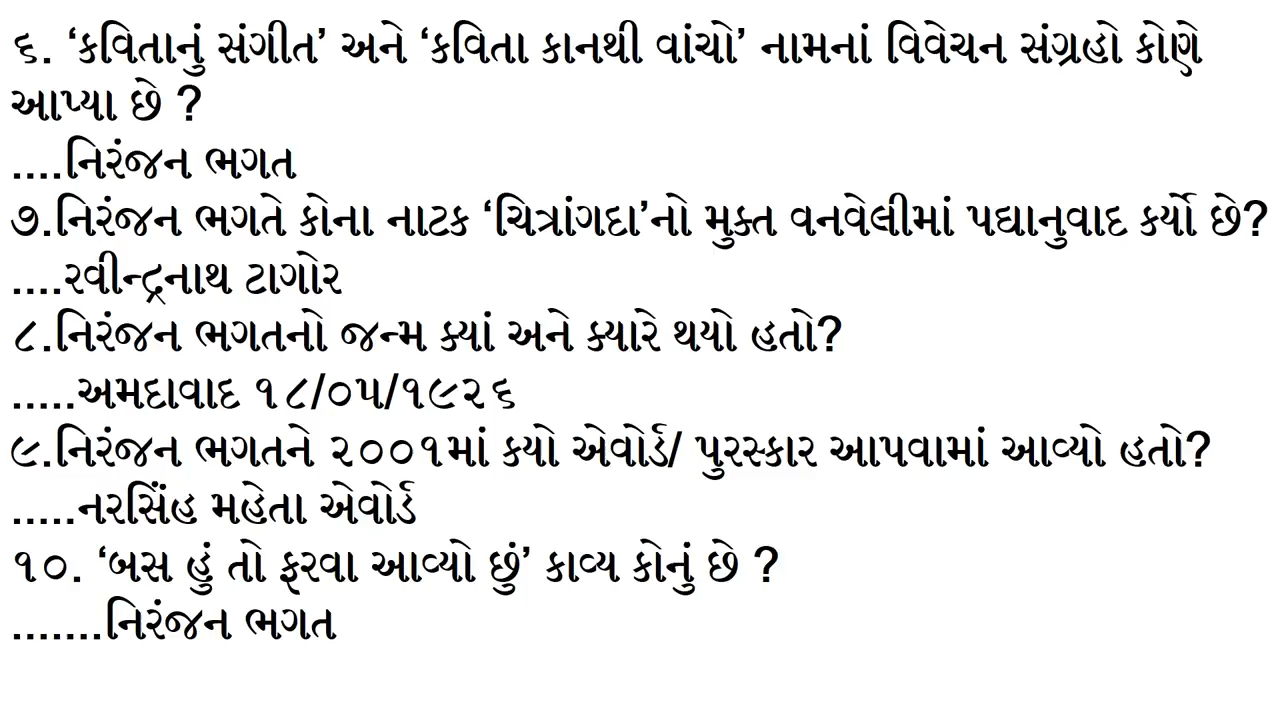 ૬. ‘કવિતાનું સંગીત’ અને ‘કવિતા કાનથી વાંચો’ નામનાં વિવેચન સંગ્રહો કોણે
આપ્યા છે ?
....નિરંજન ભગત
૭.નિરંજન ભગતે કોના નાટક ‘ચિત્રાંગદા’નો મુક્ત વનવેલીમાં પદ્યાનુવાદ કર્યો છે?
....રવીન્દ્રનાથ ટાગોર
૮.નિરંજન ભગતનો જન્મ ક્યાં અને ક્યારે થયો હતો?
.....અમદાવાદ ૧૮/૦૫/૧૯૨૬
૯.નિરંજન ભગતને ૨૦૦૧માં કયો એવોર્ડ/ પુરસ્કાર આપવામાં આવ્યો હતો?
.....નરસિંહ મહેતા એવોર્ડ
૧૦. ‘બસ હું તો ફરવા આવ્યો છું’ કાવ્ય કોનું છે ?
.......નિરંજન ભગત